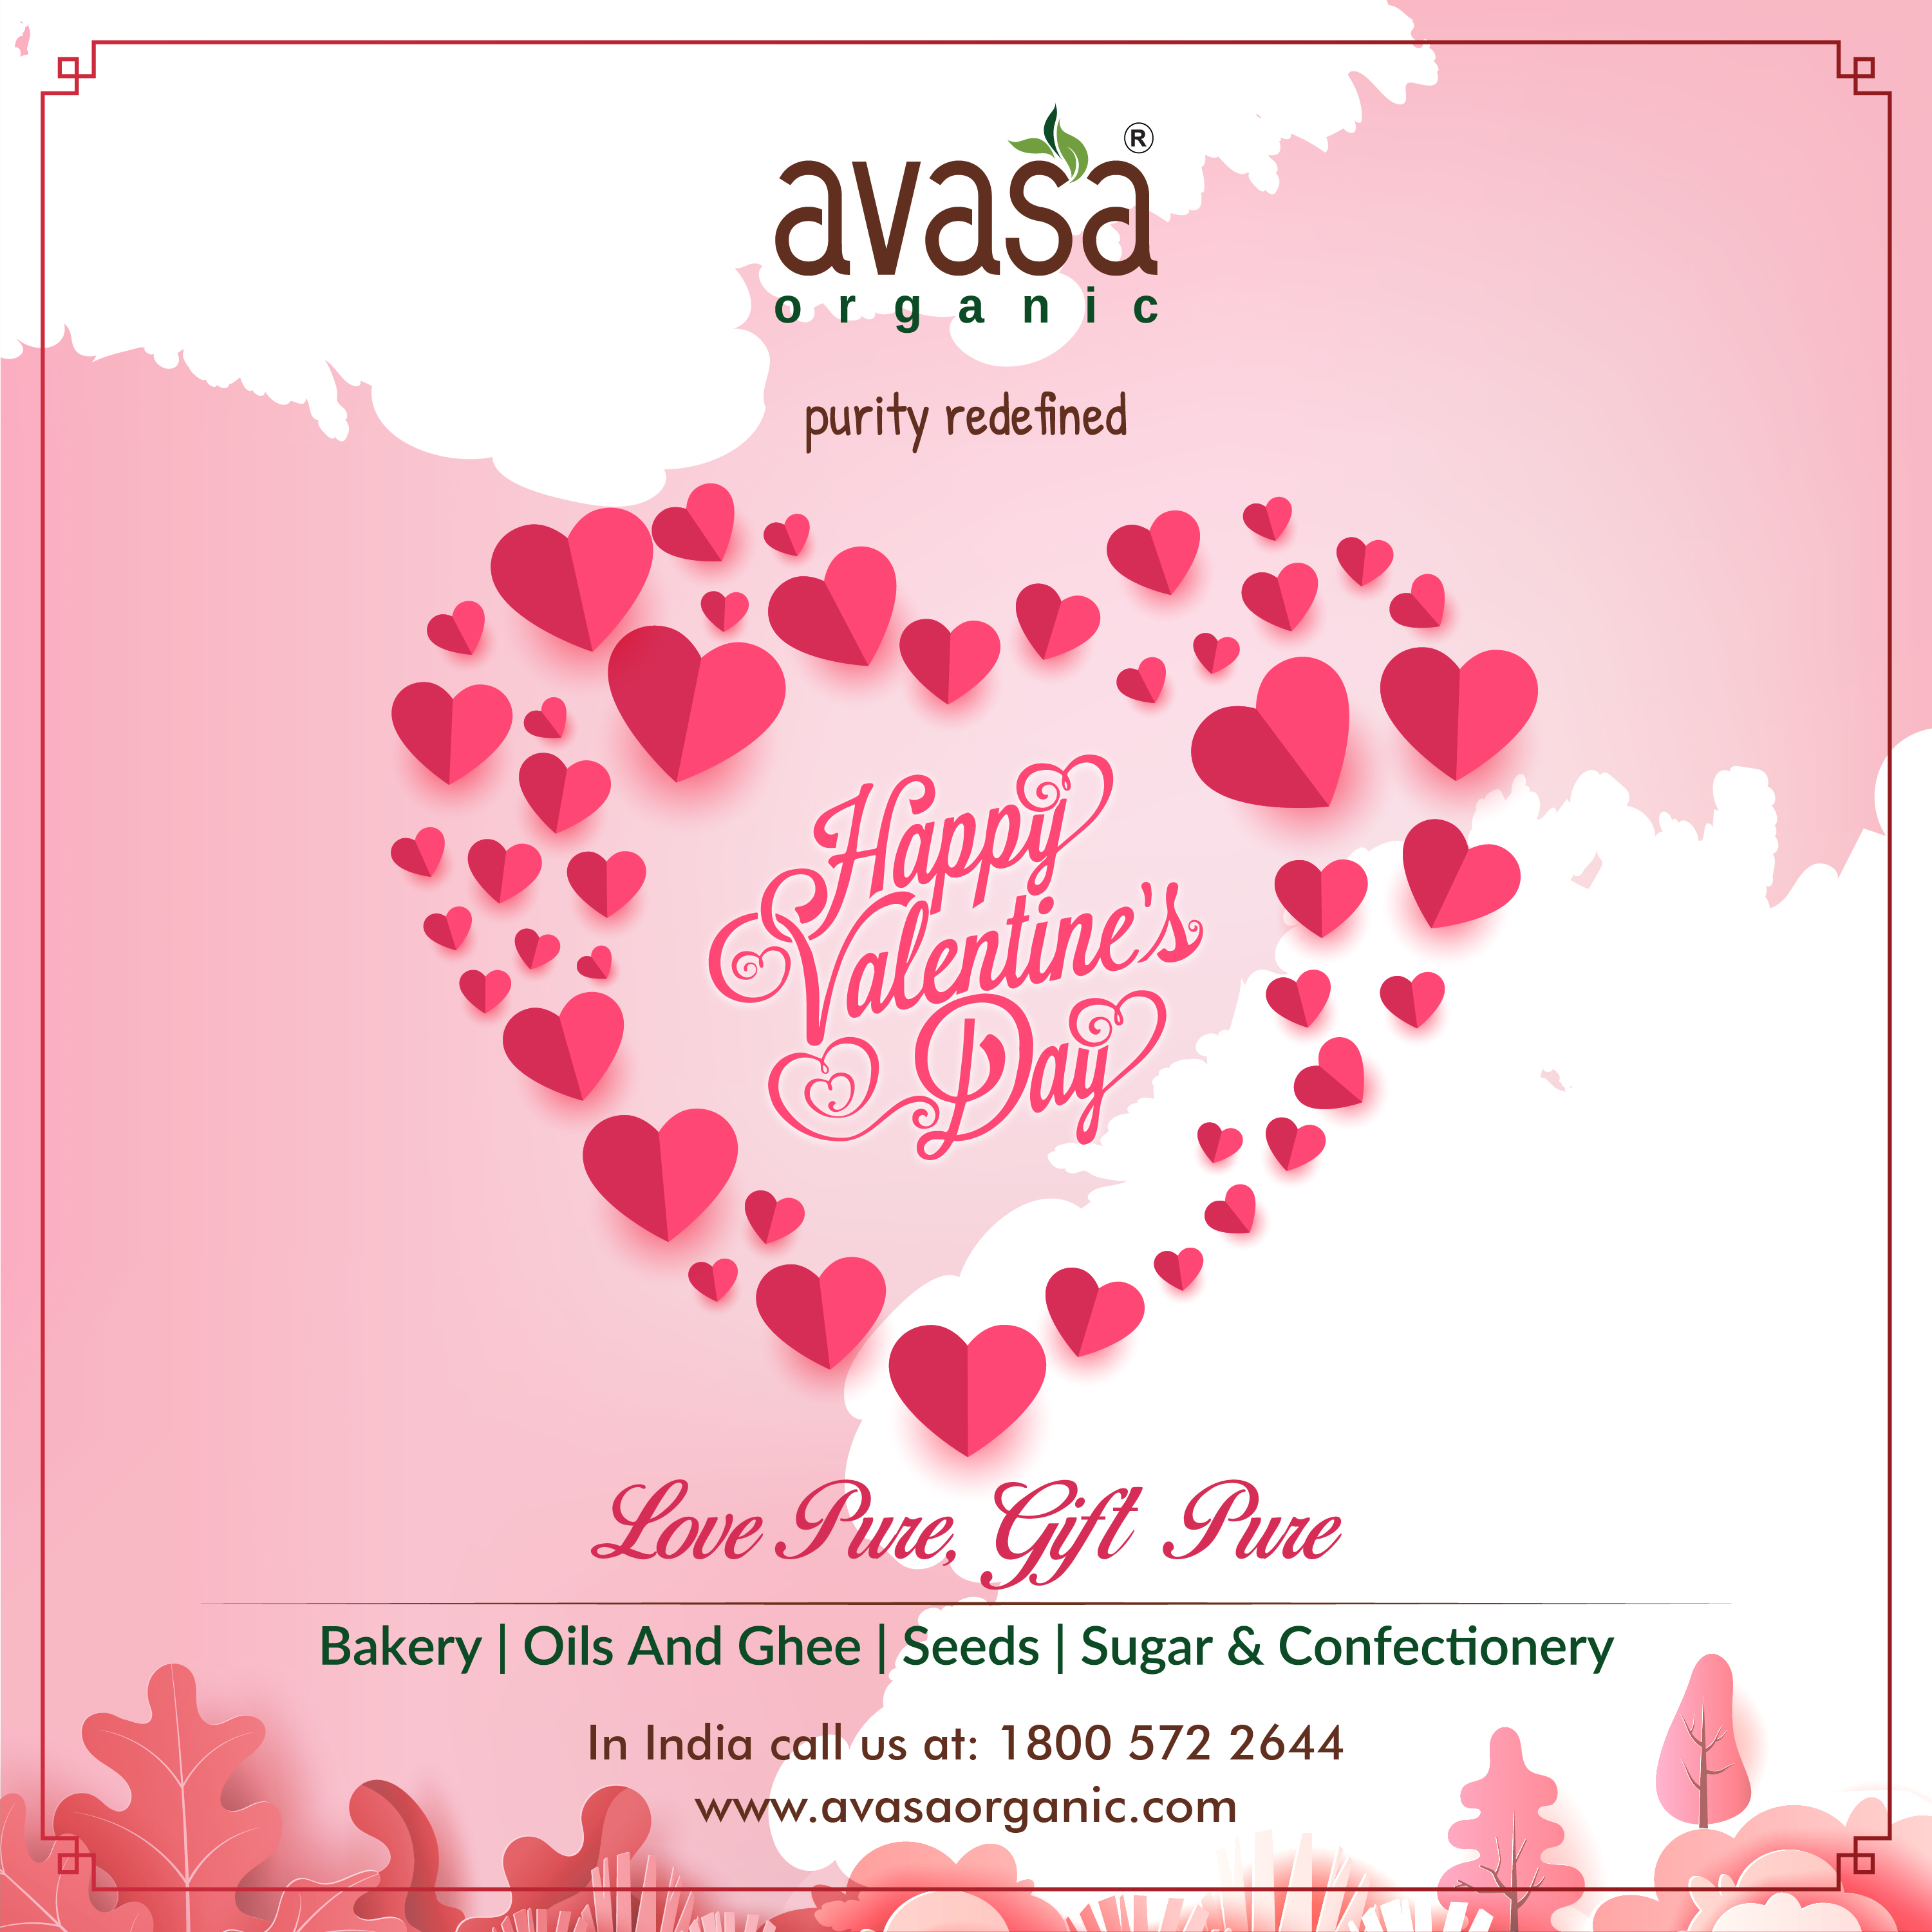 avasa®
organic
purity redefined
Happy
Valentine's
Day
Love Pure, Gift Pure
Bakery | Oils And Ghee | Seeds | Sugar & Confectionery
In India call us at: 1800 572 2644
www.avasaorganic.com